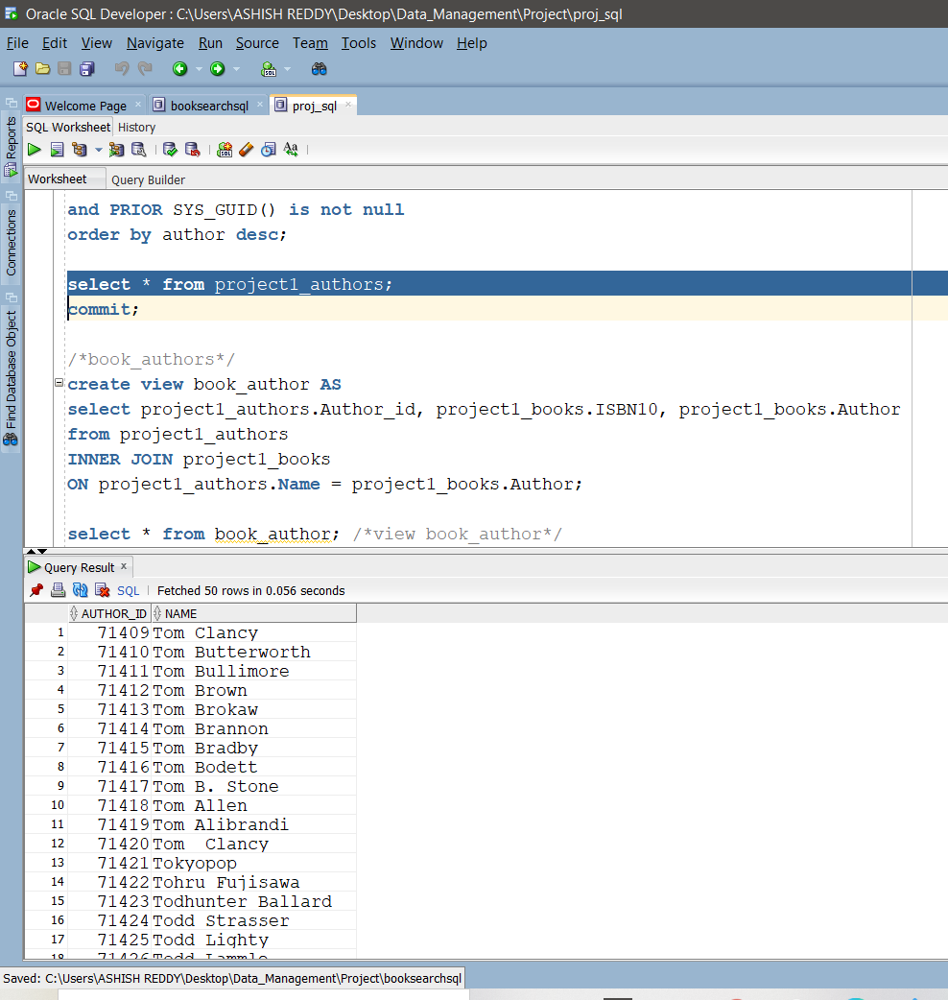 Oracle SQL Developer : C:\Users\ASHISH REDDY\Desktop\Data_Management\Project\proj_sql
File Edit View Navigate Run Source Team Tools Window Help
Welcome Page × booksearchsql × proj_sql ×
Reports
Connections
Find Database Object
SQL Worksheet History
Worksheet Query Builder
and PRIOR SYS_GUID() is not null
order by author desc;
select * from project1_authors;
commit;
/*book_authors*/
create view book_author AS
select project1_authors.Author_id, project1_books.ISBN10, project1_books.Author
from project1_authors
INNER JOIN project1_books
ON project1_authors.Name = project1_books.Author;
select * from book_author; /*view book_author*/
Query Result ×
SQL | Fetched 50 rows in 0.056 seconds
AUTHOR_ID NAME
1 71409 Tom Clancy
2 71410 Tom Butterworth
3 71411 Tom Bullimore
4 71412 Tom Brown
5 71413 Tom Brokaw
6 71414 Tom Brannon
7 71415 Tom Bradby
8 71416 Tom Bodett
9 71417 Tom B. Stone
10 71418 Tom Allen
11 71419 Tom Alibrandi
12 71420 Tom  Clancy
13 71421 Tokyopop
14 71422 Tohru Fujisawa
15 71423 Todhunter Ballard
16 71424 Todd Strasser
17 71425 Todd Lighty
18 71426 Todd Lammle
Saved: C:\Users\ASHISH REDDY\Desktop\Data_Management\Project\booksearchsql